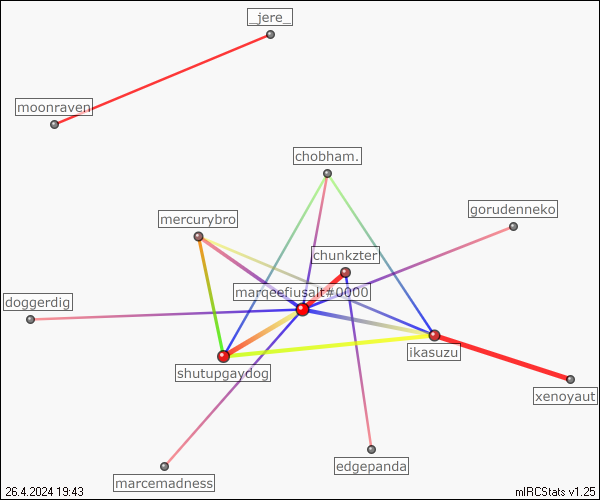 _jere_
moonraven
chobham.
mercurybro
gorudenneko
chunkzter
marqeefiusalt#0000
doggerdig
ikasuzu
shutupgaydog
xenoyaut
edgepanda
marcemadness
26.4.2024 19:43
mIRCStats v1.25